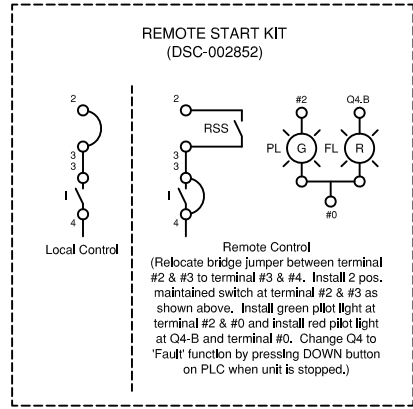 REMOTE START KIT
(DSC-002852)
2
3
3
I
4
Local Control
2
RSS
3
3
I
4
#2
Q4.B
PL
G
FL
R
#0
Remote Control
(Relocate bridge jumper between terminal
#2 & #3 to terminal #3 & #4. Install 2 pos.
maintained switch at terminal #2 & #3 as
shown above. Install green pilot light at
terminal #2 & #0 and install red pilot light
at Q4-B and terminal #0. Change Q4 to
'Fault' function by pressing DOWN button
on PLC when unit is stopped.)